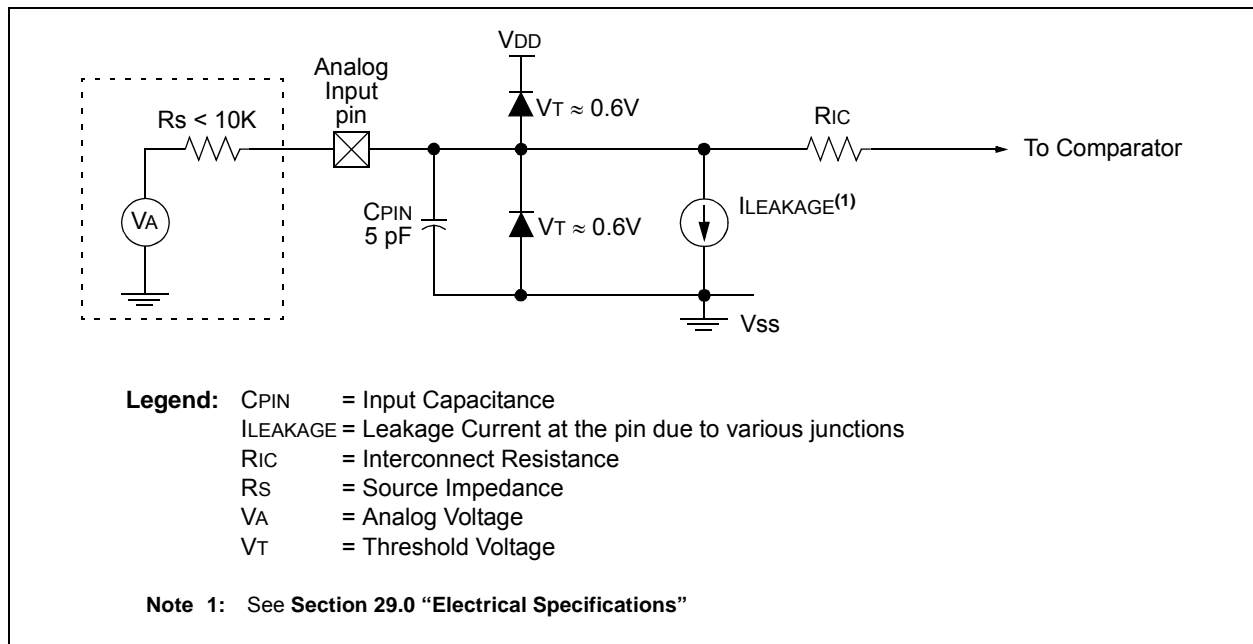 VDD
Analog
Input
pin
Rs < 10K
VT ≈ 0.6V
RIC
To Comparator
VA
CPIN
5 pF
VT ≈ 0.6V
ILEAKAGE(1)
Vss
Legend: CPIN = Input Capacitance
ILEAKAGE = Leakage Current at the pin due to various junctions
RIC = Interconnect Resistance
RS = Source Impedance
VA = Analog Voltage
VT = Threshold Voltage
Note 1: See Section 29.0 “Electrical Specifications”